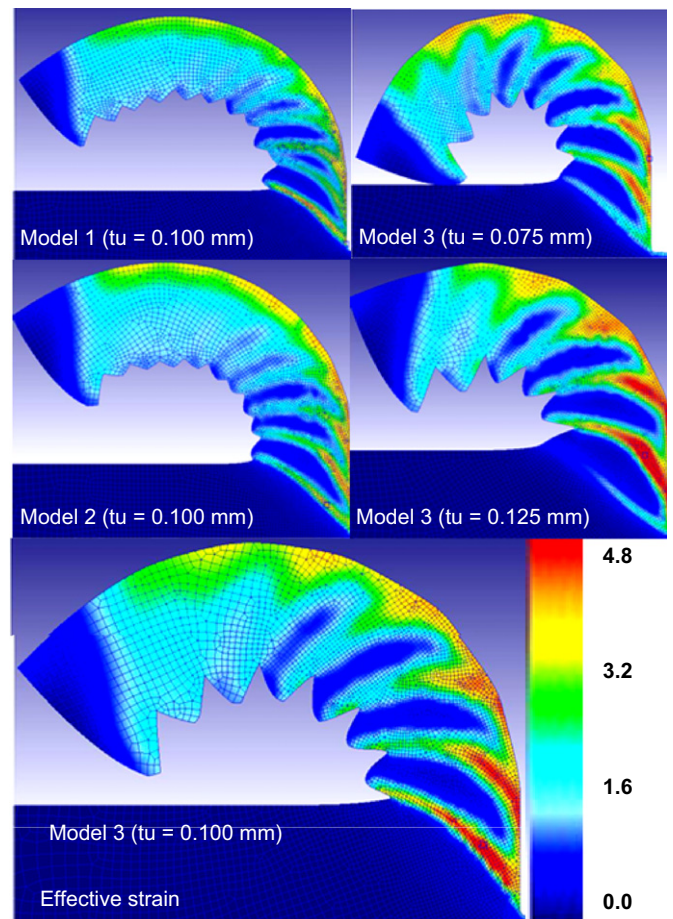 Model 1 (tu = 0.100 mm)
Model 3 (tu = 0.075 mm)
Model 2 (tu = 0.100 mm)
Model 3 (tu = 0.125 mm)
4.8
3.2
1.6
0.0
Model 3 (tu = 0.100 mm)
Effective strain